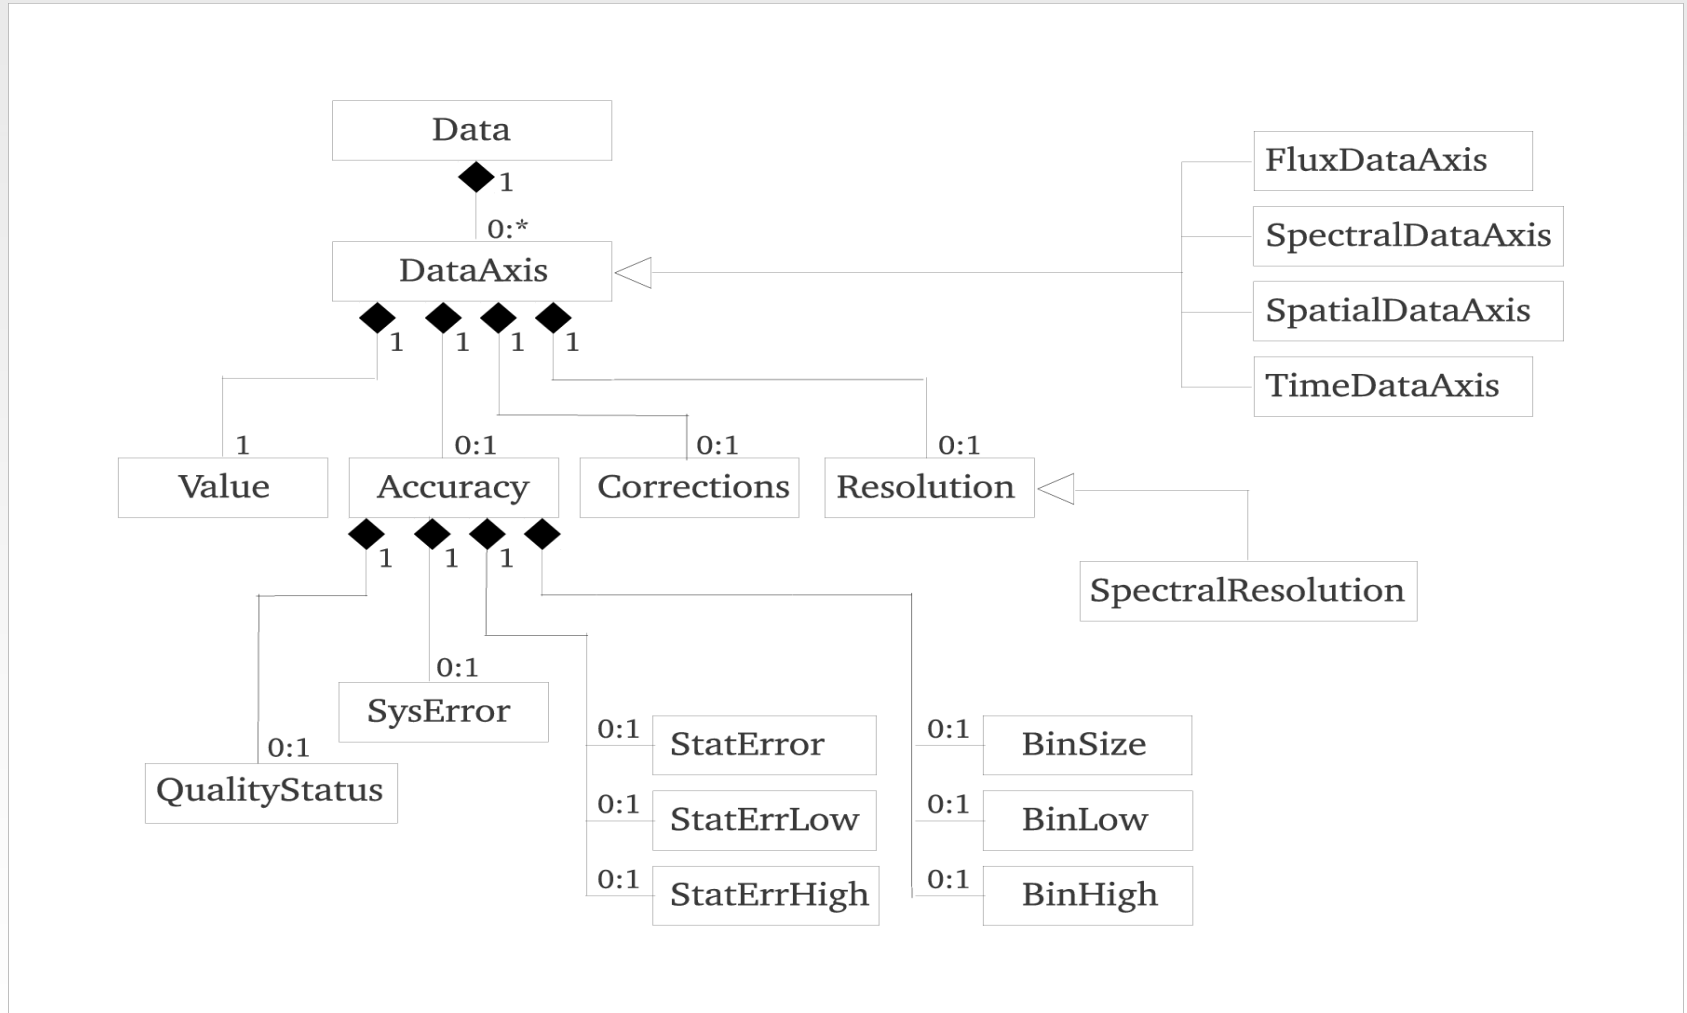 Data
1
0:*
DataAxis
1 1 1 1
FluxDataAxis
SpectralDataAxis
SpatialDataAxis
TimeDataAxis
1 0:1 0:1 0:1
Value Accuracy Corrections Resolution
1 1 1
SpectralResolution
0:1
SysError
0:1
QualityStatus
0:1 StatError
0:1 StatErrLow
0:1 StatErrHigh
0:1 BinSize
0:1 BinLow
0:1 BinHigh